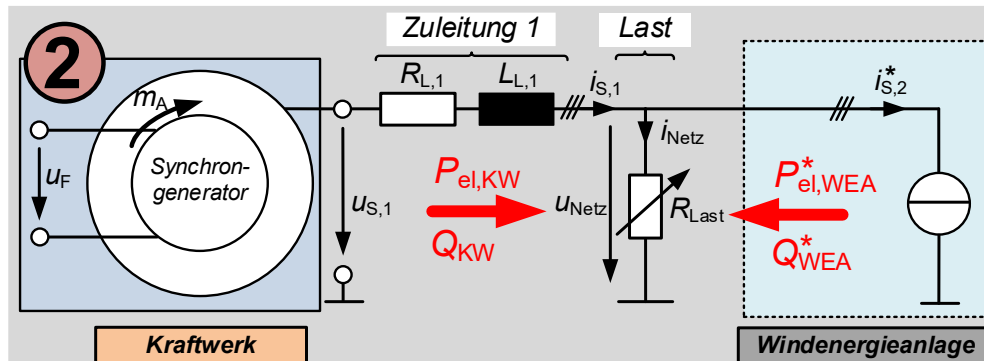 2
Zuleitung 1
Last
R_L,1
L_L,1
i_S,1
i*_S,2
m_A
i_Netz
Synchron-
generator
u_F
P_el,KW
P*_el,WEA
u_S,1
u_Netz
R_Last
Q_KW
Q*_WEA
Kraftwerk
Windenergieanlage